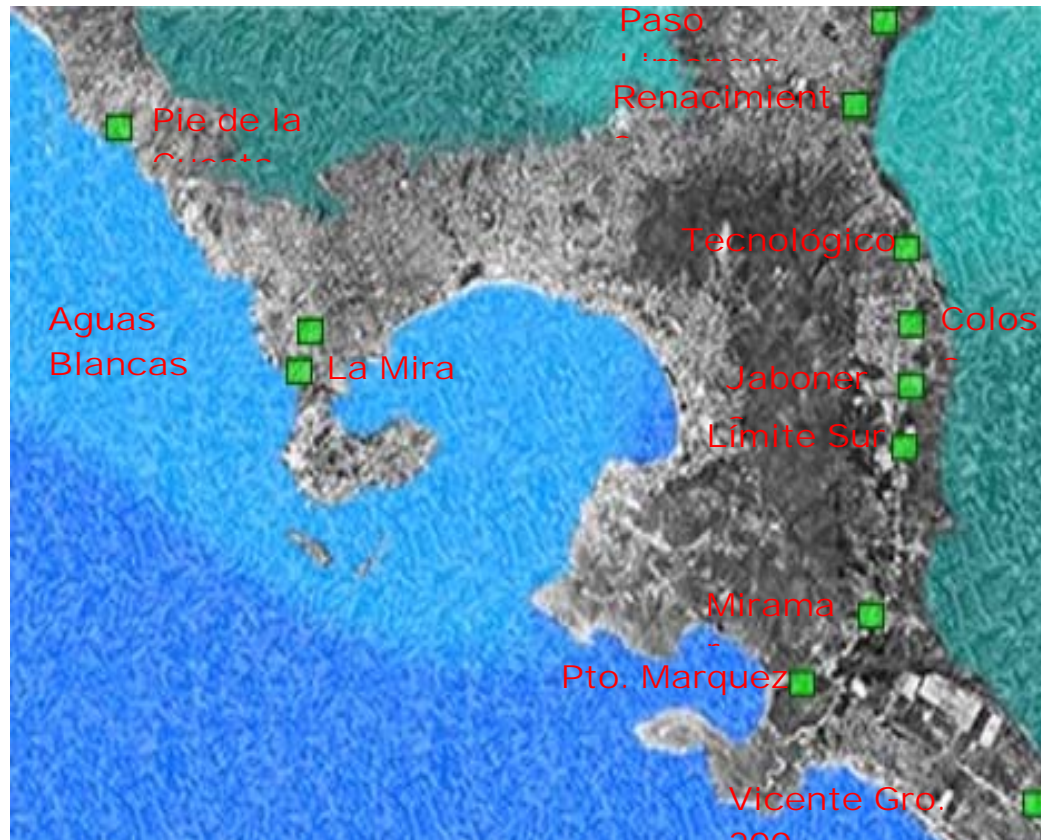 Paso
Renacimient
Pie de la
Tecnológico
Aguas
Blancas
Colos
La Mira
Jaboner
Límite Sur
Mirama
Pto. Marquez
Vicente Gro.